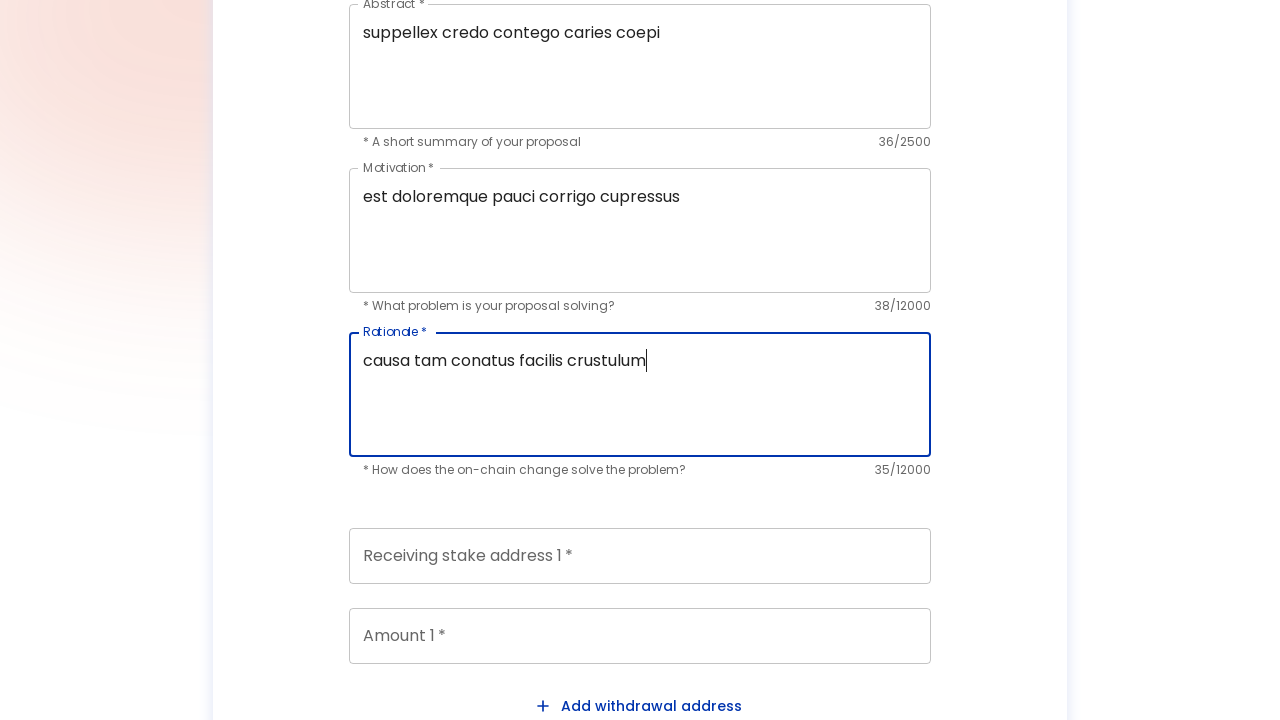 Abstract *
suppellex credo contego caries coepi
* A short summary of your proposal 36/2500
Motivation *
est doloremque pauci corrigo cupressus
* What problem is your proposal solving? 38/12000
Rationale *
causa tam conatus facilis crustulum
* How does the on-chain change solve the problem? 35/12000
Receiving stake address 1 *
Amount 1 *
+ Add withdrawal address